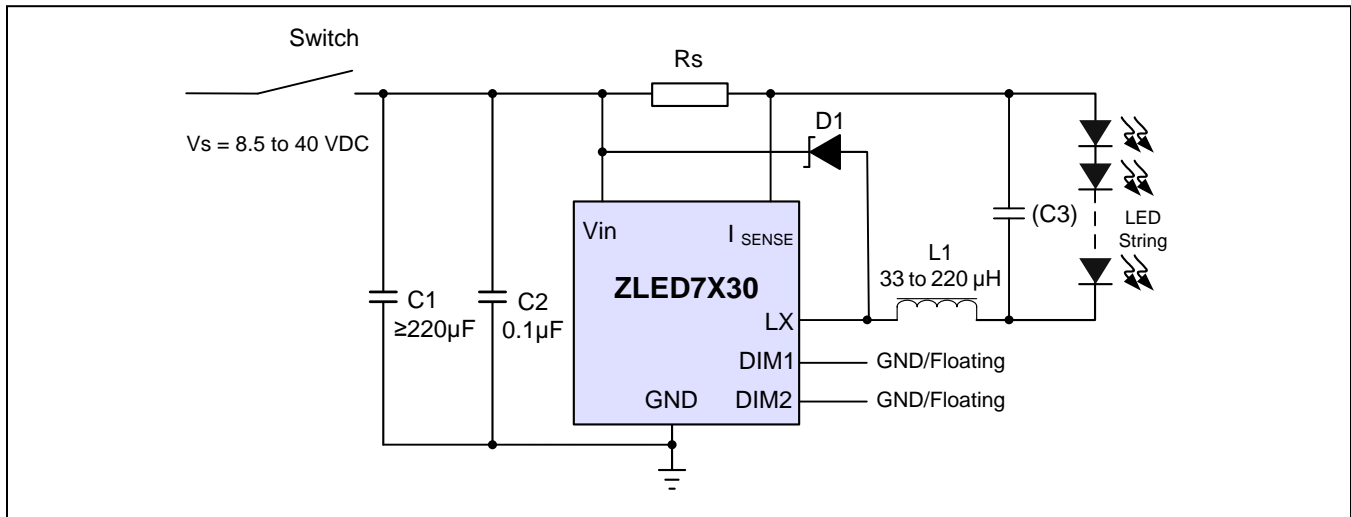 Switch
Rs
D1
Vs = 8.5 to 40 VDC
(C3)
LED
String
Vin
I SENSE
L1
33 to 220 µH
ZLED7X30
C1
≥220µF
C2
0.1µF
LX
DIM1
GND/Floating
GND
DIM2
GND/Floating